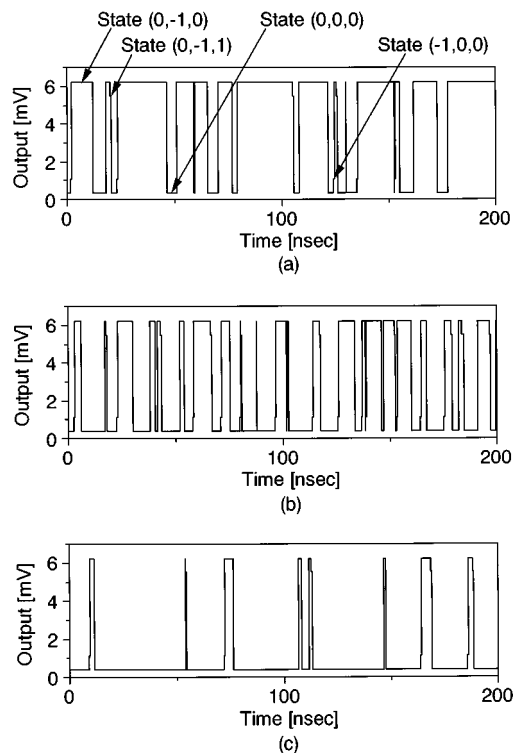 State (0,-1,0)
State (0,0,0)
State (0,-1,1)
State (-1,0,0)
Output [mV]
6
4
2
0
0
100
200
Time [nsec]
(a)
Output [mV]
6
4
2
0
0
100
200
Time [nsec]
(b)
Output [mV]
6
4
2
0
0
100
200
Time [nsec]
(c)